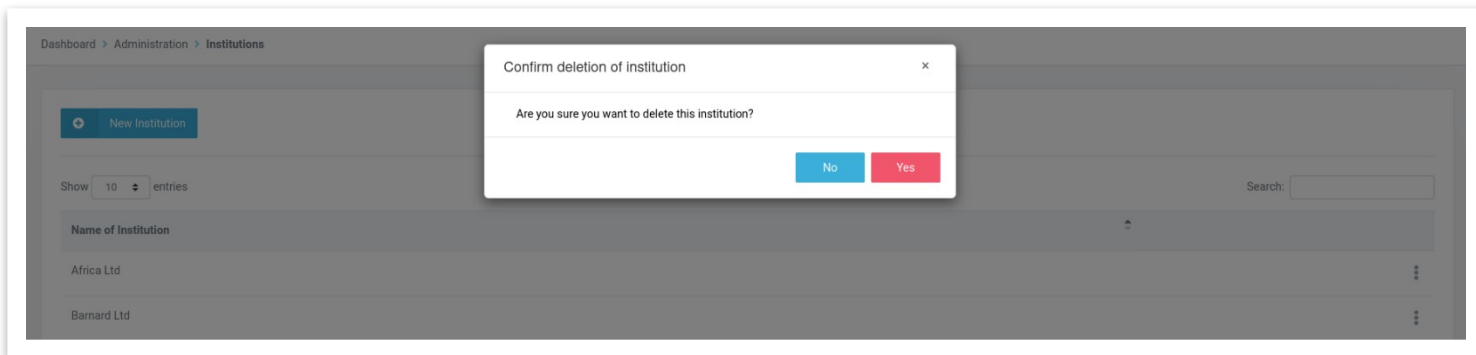 Dashboard > Administration > Institutions
Confirm deletion of institution ×
Are you sure you want to delete this institution?
No Yes
New Institution
Show 10 entries Search:
Name of Institution
Africa Ltd
Barnard Ltd